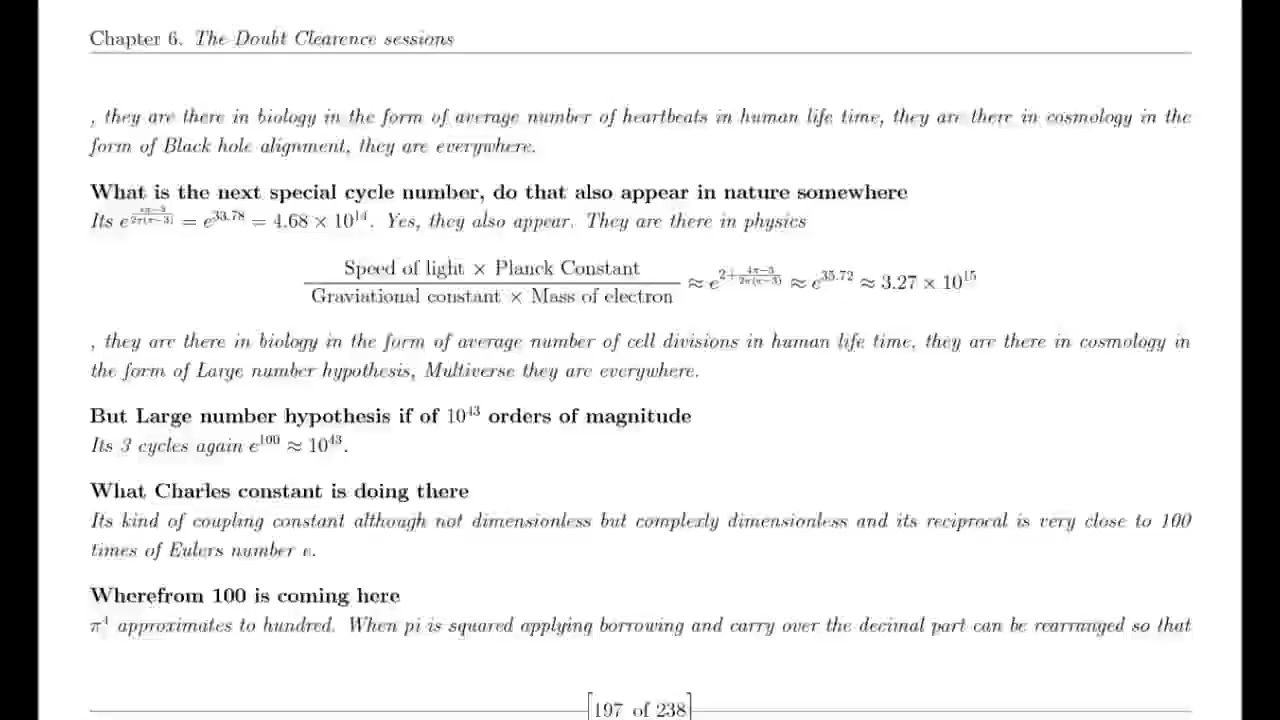 Chapter 6. The Doubt Clearence sessions
, they are there in biology in the form of average number of heartbeats in human life time, they are there in cosmology in the
form of Black hole alignment, they are everywhere.
What is the next special cycle number, do that also appear in nature somewhere
Its e^{\frac{π−3}{2π(π−3)}} = e^{33.78} = 4.68 × 10^{14}. Yes, they also appear. They are there in physics
\frac{Speed of light × Planck Constant}{Graviational constant × Mass of electron} ≈ e^{2+\frac{4π−3}{2π(π−3)}} ≈ e^{35.72} ≈ 3.27 × 10^{15}
, they are there in biology in the form of average number of cell divisions in human life time, they are there in cosmology in
the form of Large number hypothesis, Multiverse they are everywhere.
But Large number hypothesis if of 10^{43} orders of magnitude
Its 3 cycles again e^{100} ≈ 10^{43}.
What Charles constant is doing there
Its kind of coupling constant although not dimensionless but complexly dimensionless and its reciprocal is very close to 100
times of Eulers number e.
Wherefrom 100 is coming here
π^4 approximates to hundred. When pi is squared applying borrowing and carry over the decimal part can be rearranged so that
[197 of 238]